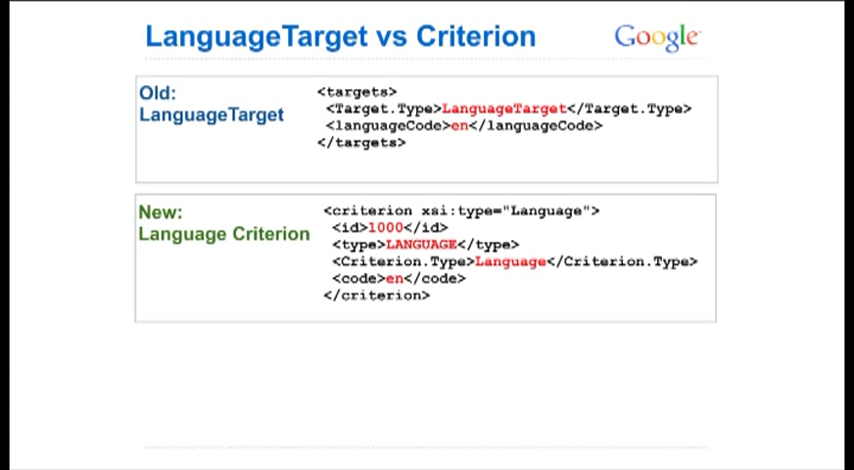 LanguageTarget vs Criterion
Google
Old:
LanguageTarget
<targets>
<Target.Type>LanguageTarget</Target.Type>
<languageCode>en</languageCode>
</targets>
New:
Language Criterion
<criterion xsi:type="Language">
<id>1000</id>
<type>LANGUAGE</type>
<Criterion.Type>Language</Criterion.Type>
<code>en</code>
</criterion>